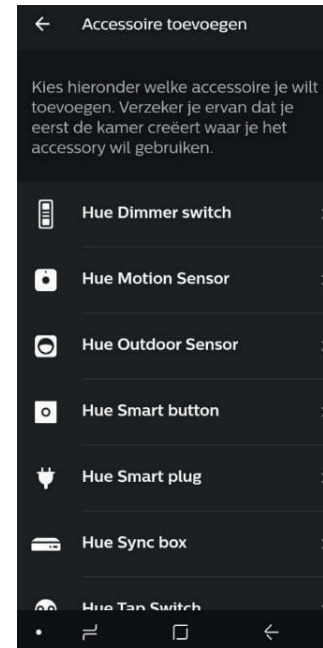 Accessoire toevoegen
Kies hieronder welke accessoire je wilt
toevoegen. Verzeker je ervan dat je
eerst de kamer creëert waar je het
accessory wil gebruiken.
Hue Dimmer switch
Hue Motion Sensor
Hue Outdoor Sensor
Hue Smart button
Hue Smart plug
Hue Sync box
Hue Tap Switch